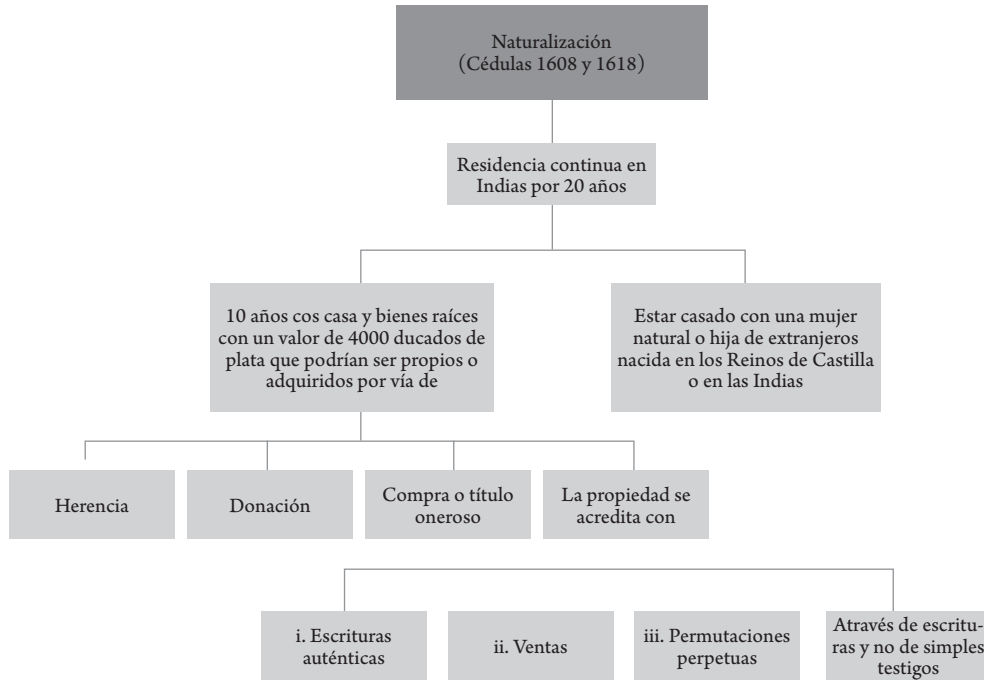 Naturalización
(Cédulas 1608 y 1618)
Residencia continua en
Indias por 20 años
10 años cos casa y bienes raíces
con un valor de 4000 ducados de
plata que podrían ser propios o
adquiridos por vía de
Estar casado con una mujer
natural o hija de extranjeros
nacida en los Reinos de Castilla
o en las Indias
Herencia
Donación
Compra o título
oneroso
La propiedad se
acredita con
i. Escrituras
auténticas
ii. Ventas
iii. Permutaciones
perpetuas
Através de escritu-
ras y no de simples
testigos